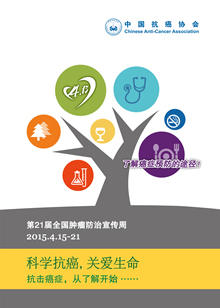 中国抗癌协会
Chinese Anti-Cancer Association
4.15
了解癌症预防的途径!
第21届全国肿瘤防治宣传周
2015.4.15-21
科学抗癌，关爱生命
抗击癌症，从了解开始 ……